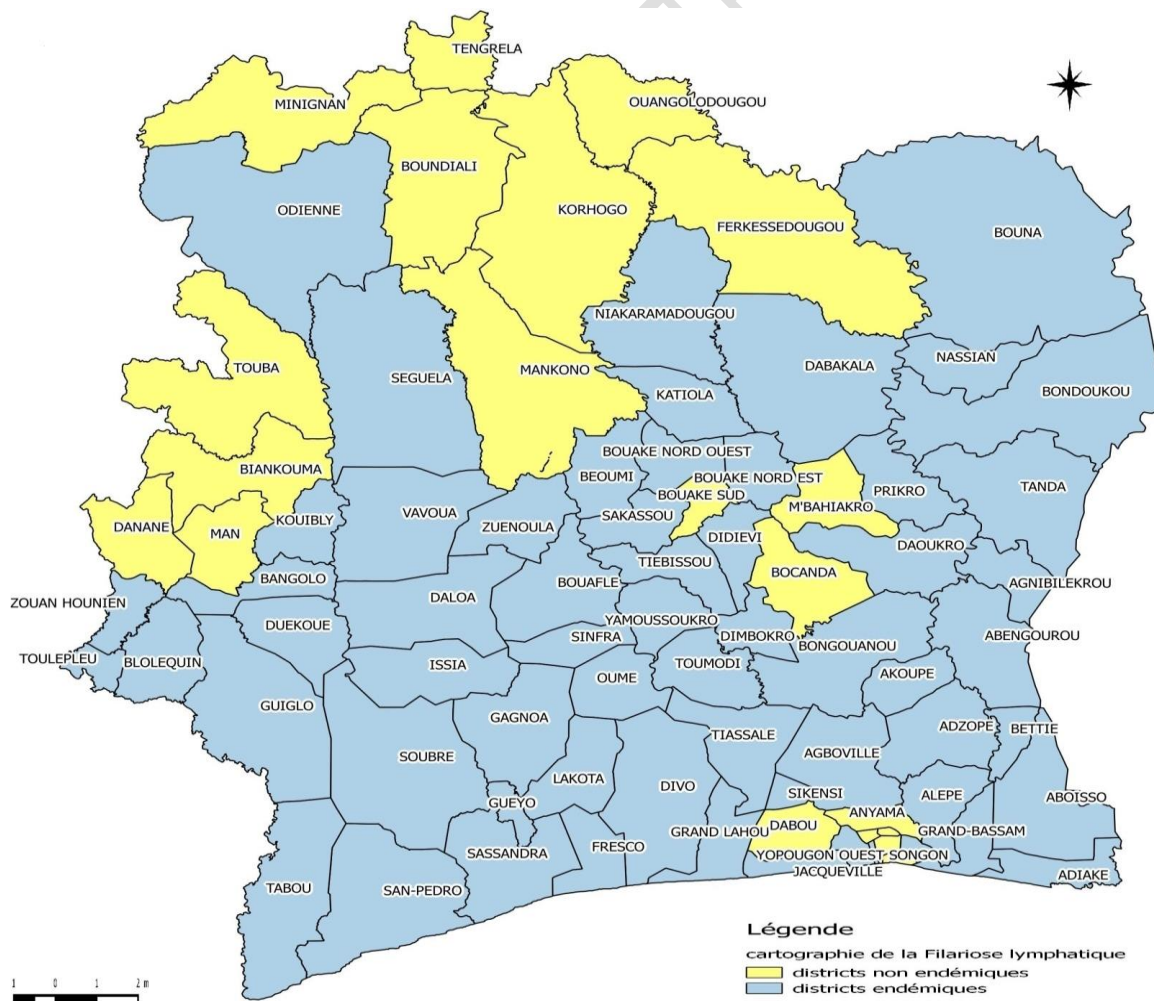 TENGRELA
MINIGNAN
OUANGOLODOUGOU
BOUNDIALI
ODIENNE
KORHOGO
FERKESSEDOUGOU
BOUNA
NIAKARAMADOUGOU
TOUBA
SEGUELA
MANKONO
DABAKALA
NASSIAN
KATIOLA
BONDOUKOU
BIANKOUMA
BOUAKE NORD OUEST
BEOUMI
BOUAKE NORD EST
BOUAKE SUD
PRIKRO
TANDA
DANANE
MAN
KOUIBLY
VAVOUA
ZUENOULA
SAKASSOU
M'BAHIAKRO
DIDIEVI
DAOUKRO
TIEBISSOU
BANGOLO
BOCANDA
AGNIBILEKROU
ZOUAN HOUNIEN
DALOA
BOUAFLE
DUEKOUE
YAMOUSSOUKRO
SINFRA
DIMBOKRO
BONGOUANOU
ABENGOUROU
TOULEPLEU
BLOLEQUIN
ISSIA
OUME
TOUMODI
AKOUPE
GUIGLO
GAGNOA
TIASSALE
ADZOPE
BETTIE
SOUBRE
AGBOVILLE
LAKOTA
DIVO
SIKENSI
ALEPE
ABOISSO
GUEYO
ANYAMA
GRAND LAHOU
DABOU
GRAND-BASSAM
SASSANDRA
FRESCO
YOPOUGON OUEST-SONGON
JACQUEVILLE
ADIAKE
TABOU
SAN-PEDRO
Légende
cartographie de la Filariose lymphatique
districts non endémiques
districts endémiques
1 0 1 2 m